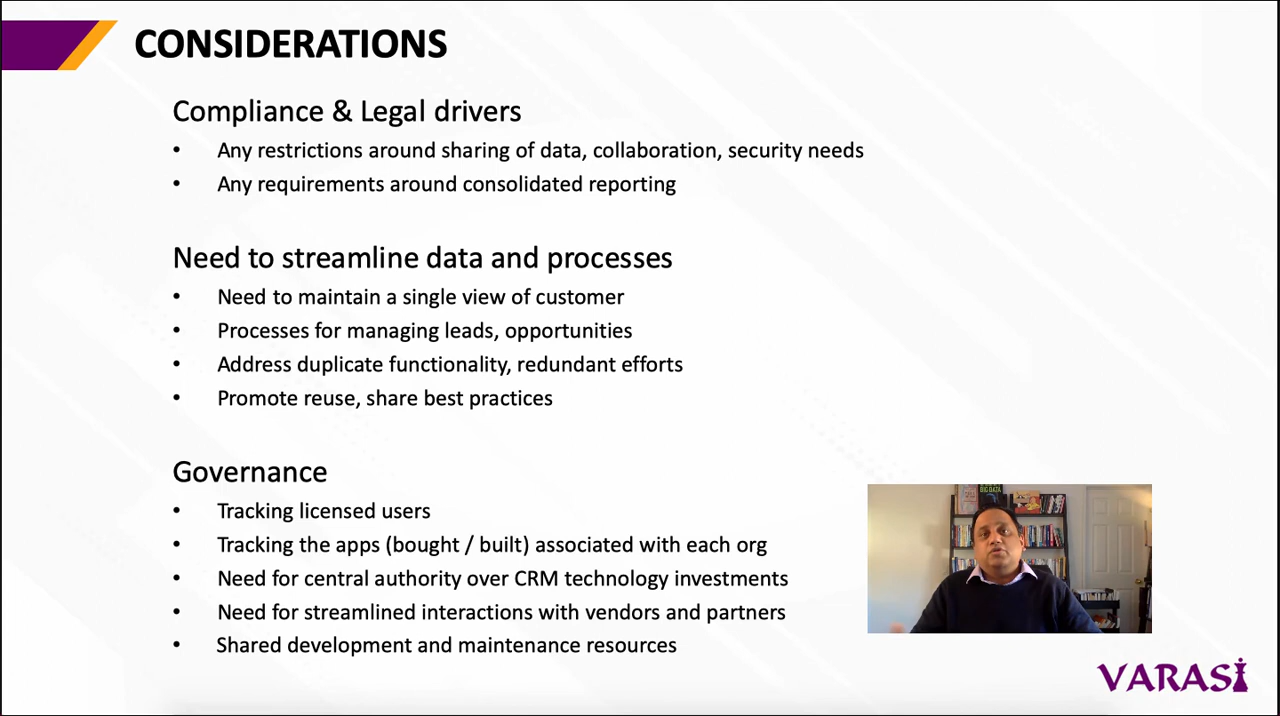 CONSIDERATIONS
Compliance & Legal drivers
• Any restrictions around sharing of data, collaboration, security needs
• Any requirements around consolidated reporting
Need to streamline data and processes
• Need to maintain a single view of customer
• Processes for managing leads, opportunities
• Address duplicate functionality, redundant efforts
• Promote reuse, share best practices
Governance
• Tracking licensed users
• Tracking the apps (bought / built) associated with each org
• Need for central authority over CRM technology investments
• Need for streamlined interactions with vendors and partners
• Shared development and maintenance resources
BIG DATA
VARASi